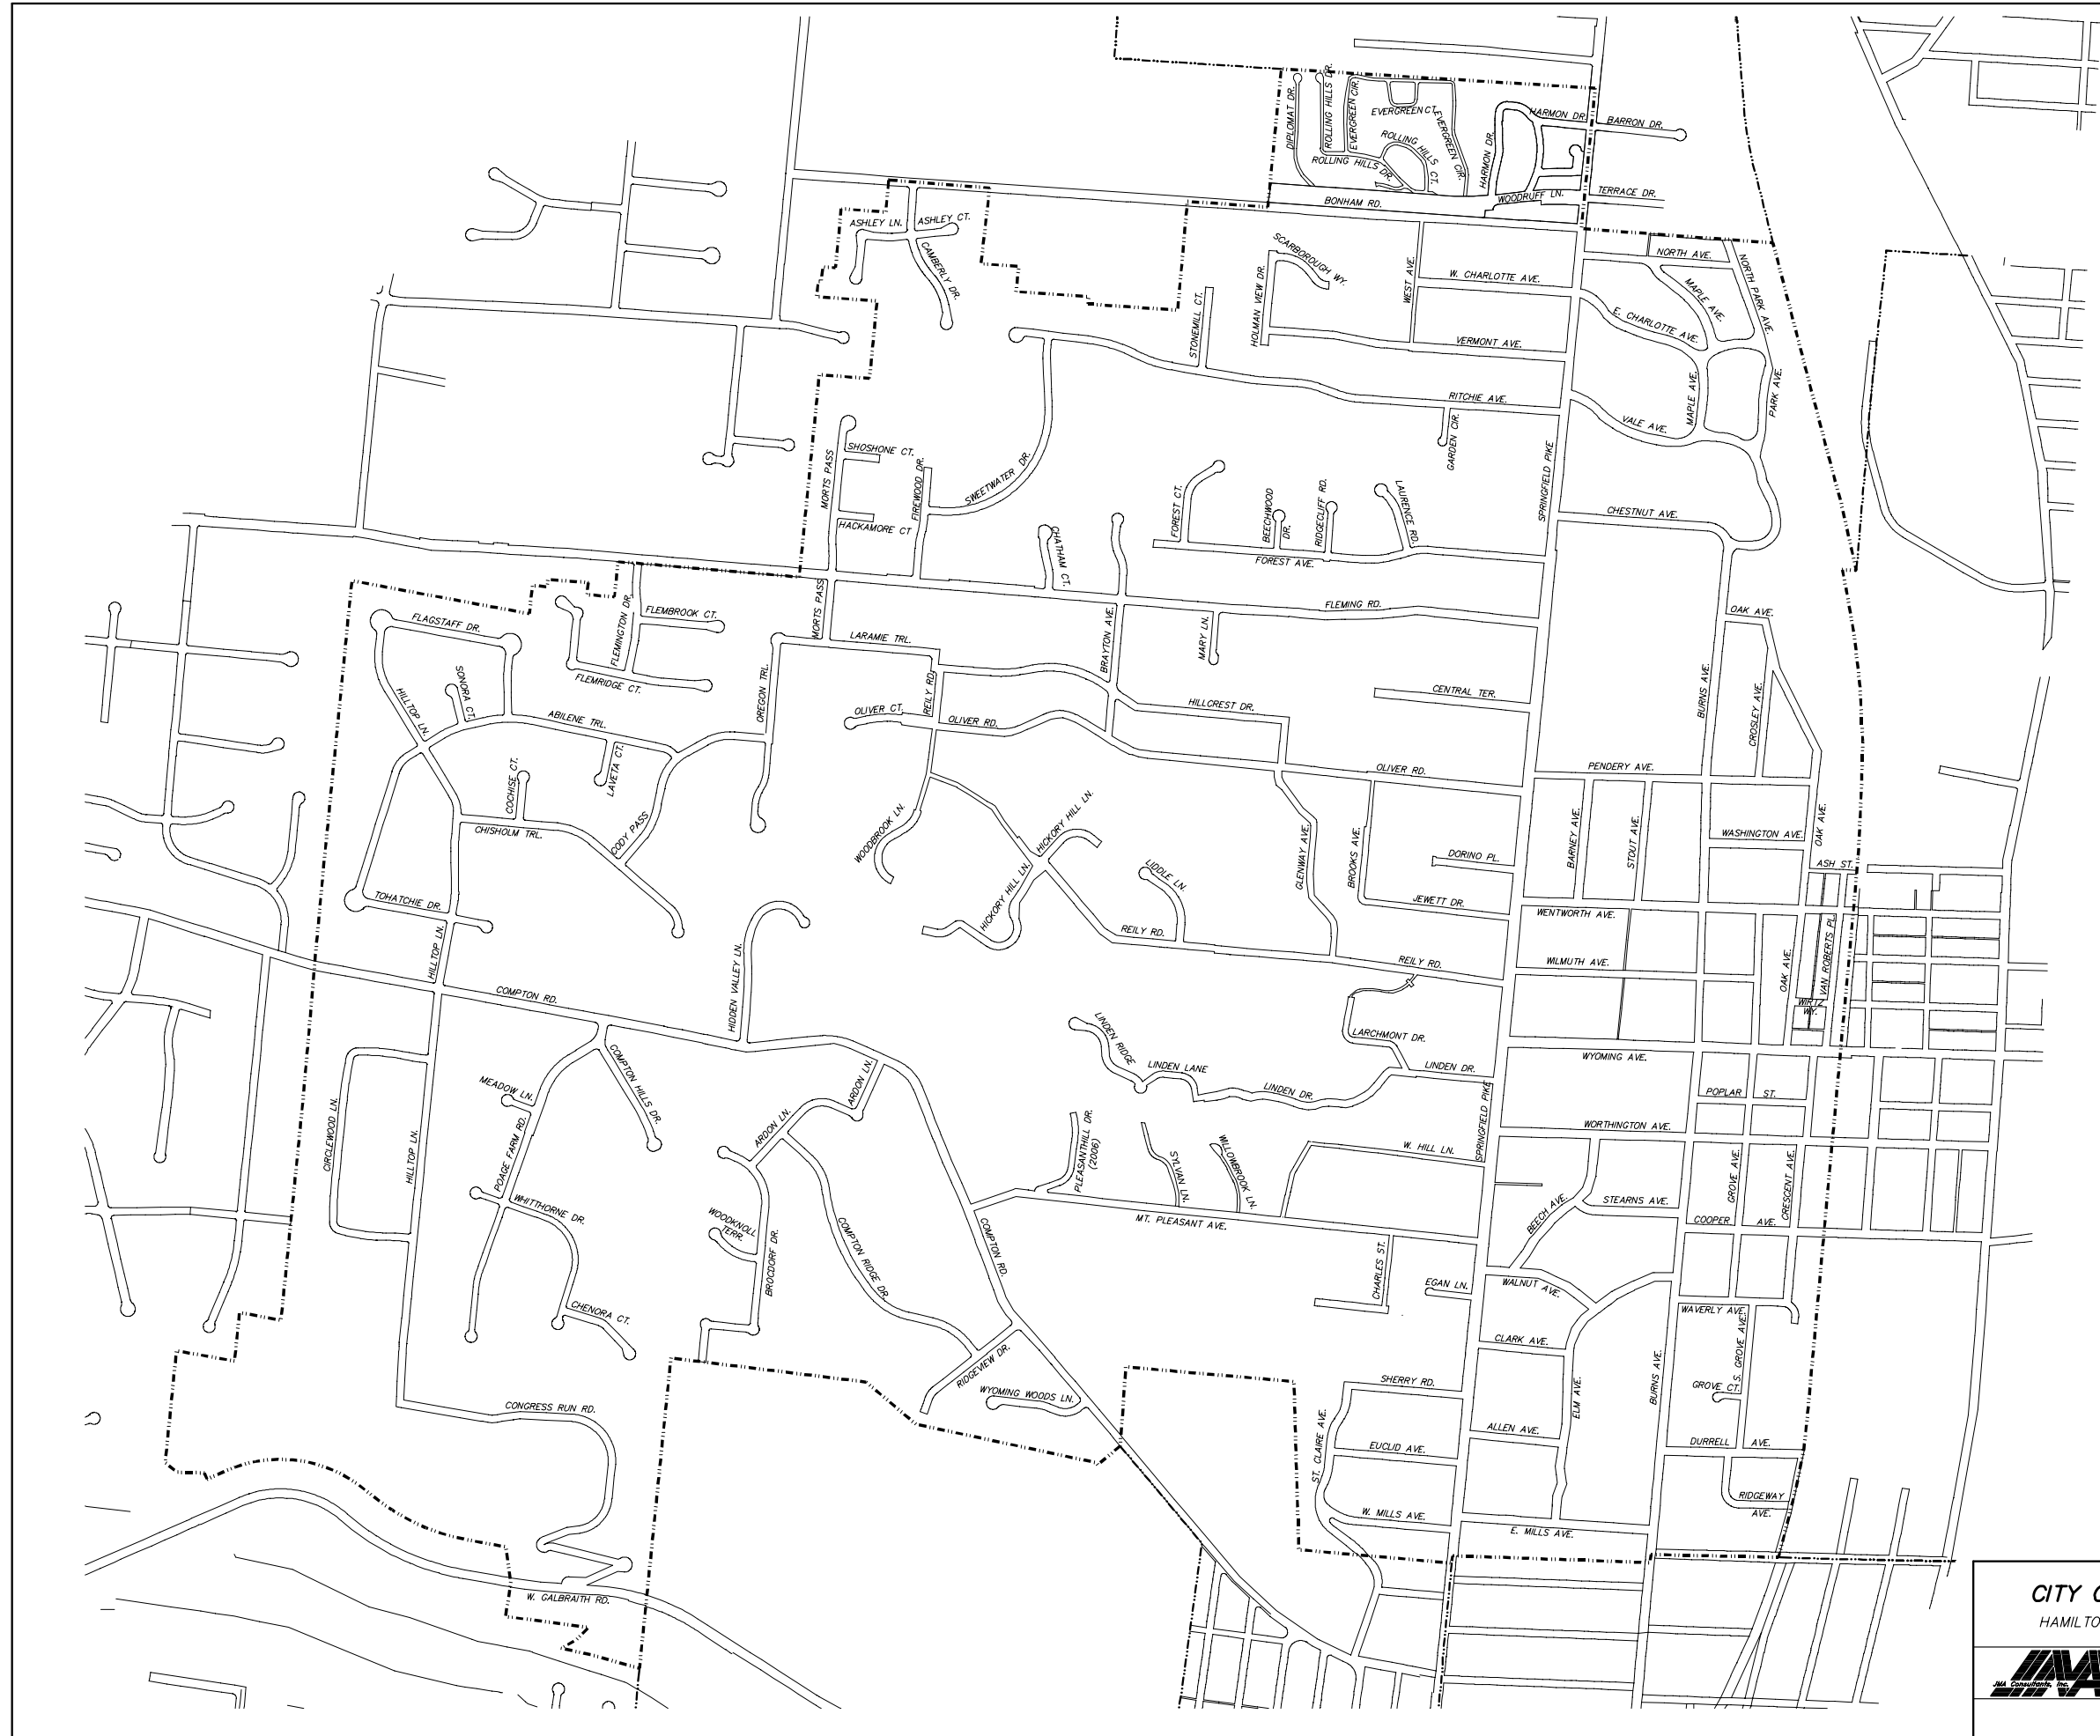 DIPLOMAT DR.
ROLLING HILLS DR.
EVERGREEN CIR.
EVERGREEN CT.
EVERGREEN CIR.
ROLLING HILLS CT.
ROLLING HILLS DR.
HARMON DR.
HARMON DR.
BARRON DR.
WOODRUFF LN.
TERRACE DR.
BONHAM RD.
ASHLEY LN.
ASHLEY CT.
CAMBERLY DR.
SCARBOROUGH WY.
HOLMAN VIEW DR.
STONEMILL CT.
WEST AVE.
W. CHARLOTTE AVE.
VERMONT AVE.
NORTH AVE.
NORTH PARK AVE.
MAPLE AVE.
E. CHARLOTTE AVE.
MAPLE AVE.
PARK AVE.
VALE AVE.
RITCHIE AVE.
GARDEN CIR.
SPRINGFIELD PIKE
SHOSHONE CT.
MORTS PASS
FIREWOOD DR.
SWEETWATER DR.
HACKAMORE CT
CHATHAM CT.
FOREST CT.
BEECHWOOD
DR.
RIDGECLIFF RD.
LAURENCE RD.
FOREST AVE.
CHESTNUT AVE.
FLEMING RD.
MORTS PASS
LARAMIE TRL.
BRAYTON AVE.
MARY LN.
OAK AVE.
BURNS AVE.
CROSLEY AVE.
FLAGSTAFF DR.
FLEMINGTON DR.
FLEMBROOK CT.
FLEMRIDGE CT.
SONORA CT.
HILLTOP LN.
ABILENE TRL.
OREGON TRL.
REILY RD.
OLIVER CT.
OLIVER RD.
HILLCREST DR.
CENTRAL TER.
LAVETA CT.
COCHISE CT.
CHISHOLM TRL.
CODY PASS
WOODBROOK LN.
HICKORY HILL LN.
HICKORY HILL LN.
LIDDLE LN.
GLENWAY AVE.
BROOKS AVE.
OLIVER RD.
DORINO PL.
JEWETT DR.
PENDERY AVE.
BARNEY AVE.
STOUT AVE.
WASHINGTON AVE.
OAK AVE.
ASH ST.
WENTWORTH AVE.
WILMUTH AVE.
OAK AVE.
VAN ROBERTS PL.
WIRTZ
WY.
TOHATCHIE DR.
HILLTOP LN.
COMPTON RD.
HIDDEN VALLEY LN.
REILY RD.
REILY RD.
LARCHMONT DR.
LINDEN RIDGE
LINDEN LANE
LINDEN DR.
LINDEN DR.
WYOMING AVE.
POPLAR ST.
SPRINGFIELD PIKE
WORTHINGTON AVE.
CIRCLEWOOD LN.
HILLTOP LN.
MEADOW LN.
POAGE FARM RD.
COMPTON HILLS DR.
WHITTHORNE DR.
CHENORA CT.
ARDON LN.
ARDON LN.
WOODKNOLL
TERR.
BROCDORF DR.
COMPTON RIDGE DR.
COMPTON RD.
PLEASANTHILL DR.
(2006)
SYLVAN LN.
WILLOWBROOK LN.
W. HILL LN.
MT. PLEASANT AVE.
BEECH AVE.
STEARNS AVE.
GROVE AVE.
CRESCENT AVE.
COOPER AVE.
CHARLES ST.
EGAN LN.
WALNUT AVE.
WAVERLY AVE.
S. GROVE AVE.
CLARK AVE.
RIDGEVIEW DR.
WYOMING WOODS LN.
CONGRESS RUN RD.
SHERRY RD.
ST. CLAIRE AVE.
ELM AVE.
BURNS AVE.
GROVE CT.
ALLEN AVE.
EUCLID AVE.
DURRELL AVE.
W. MILLS AVE.
E. MILLS AVE.
RIDGEWAY
AVE.
W. GALBRAITH RD.
CITY
HAMILTO
JMA Consultants, Inc.